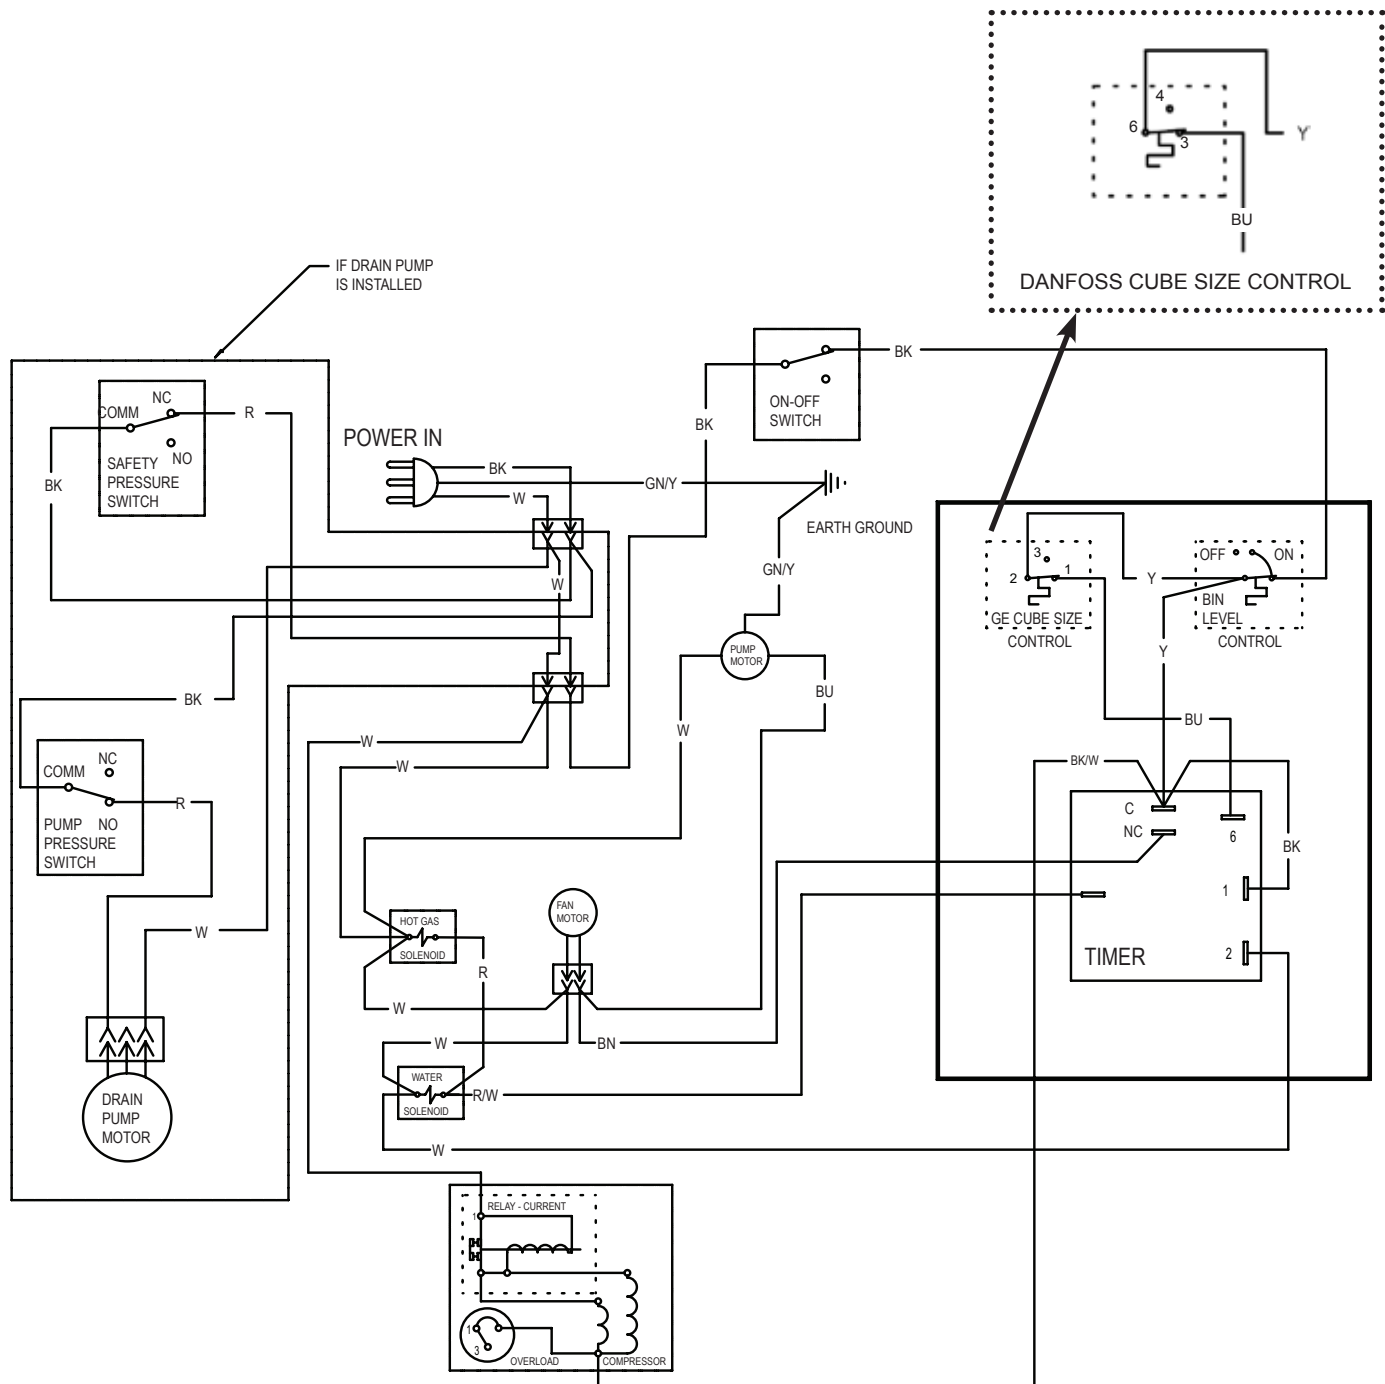 4
6
3
Y
BU
DANFOSS CUBE SIZE CONTROL
IF DRAIN PUMP
IS INSTALLED
BK
ON-OFF
SWITCH
BK
NC
COMM
NO
R
SAFETY
PRESSURE
SWITCH
BK
POWER IN
BK
W
GN/Y
EARTH GROUND
GN/Y
W
3
2
1
GE CUBE SIZE
CONTROL
Y
OFF
ON
BIN
LEVEL
CONTROL
Y
PUMP
MOTOR
W
BU
BU
BK
W
W
BK/W
NC
COMM
NO
R
PUMP
PRESSURE
SWITCH
C
NC
6
BK
1
2
TIMER
W
HOT GAS
SOLENOID
R
FAN
MOTOR
W
W
BN
WATER
SOLENOID
R/W
W
DRAIN
PUMP
MOTOR
RELAY - CURRENT
1
1
3
OVERLOAD
COMPRESSOR